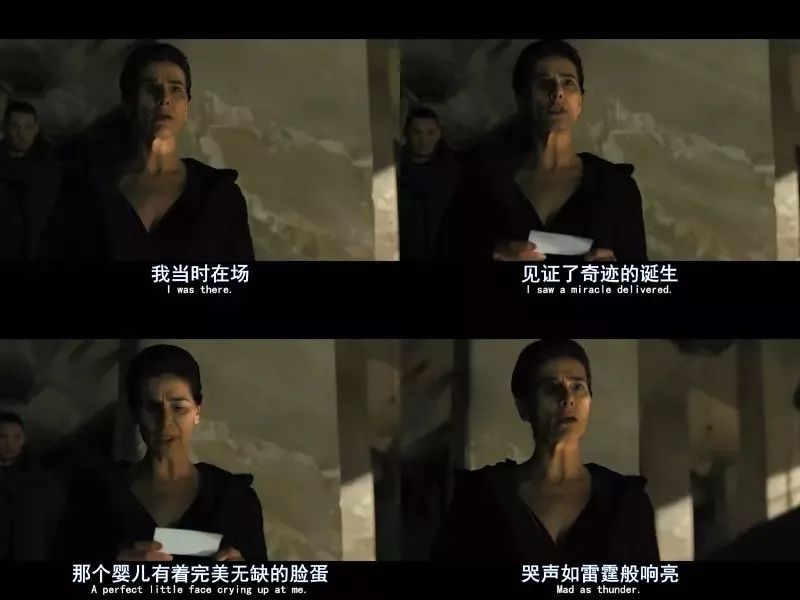 我当时在场
I was there.
见证了奇迹的诞生
I saw a miracle delivered.
那个婴儿有着完美无缺的脸蛋
A perfect little face crying up at me.
哭声如雷霆般响亮
Mad as thunder.